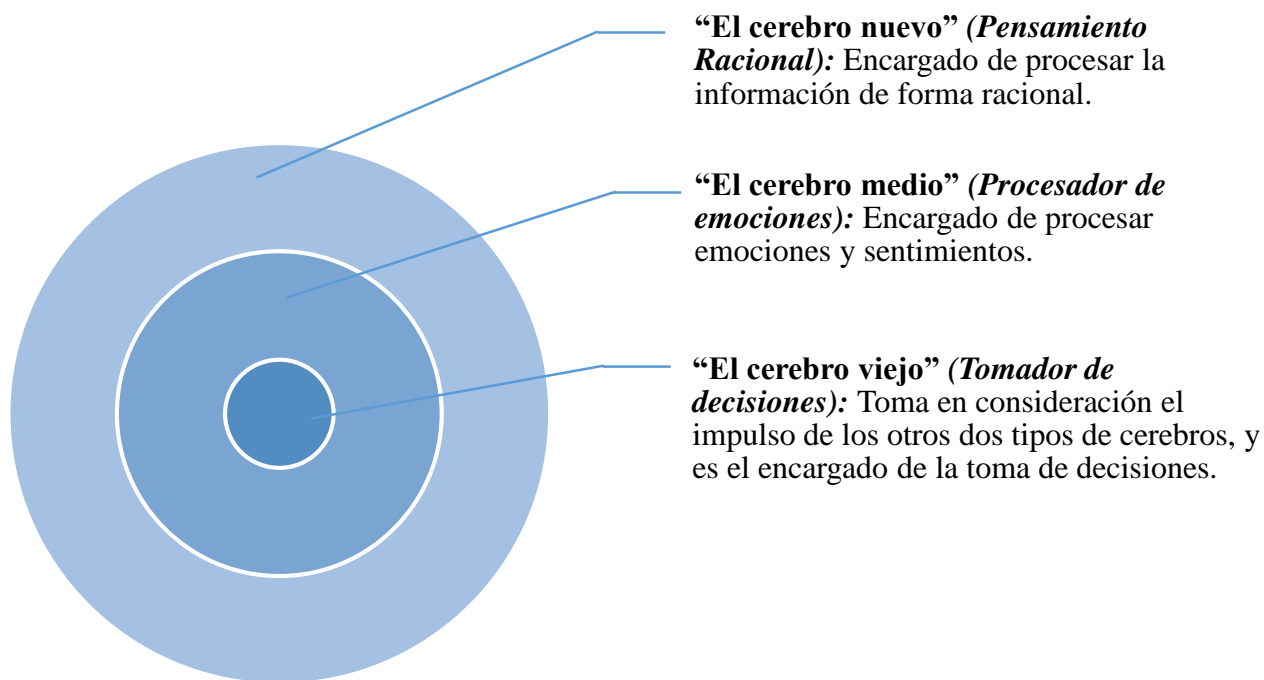 “El cerebro nuevo” (Pensamiento
Racional): Encargado de procesar la
información de forma racional.
“El cerebro medio” (Procesador de
emociones): Encargado de procesar
emociones y sentimientos.
“El cerebro viejo” (Tomador de
decisiones): Toma en consideración el
impulso de los otros dos tipos de cerebros, y
es el encargado de la toma de decisiones.